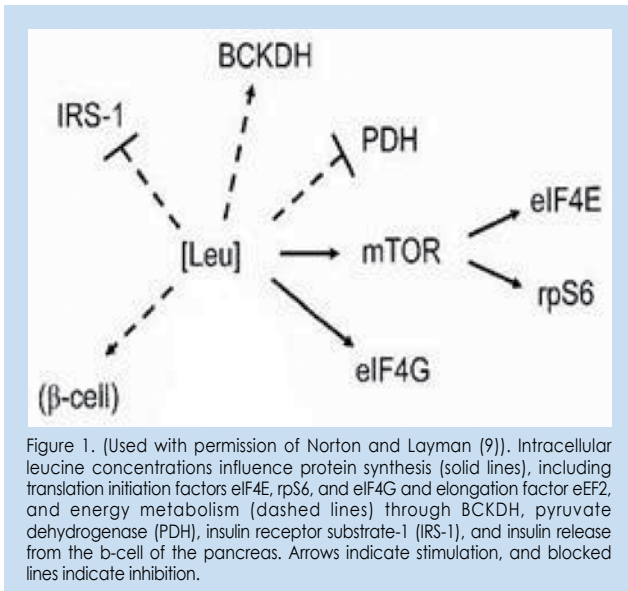 BCKDH
IRS-1
PDH
eIF4E
[Leu]
mTOR
rpS6
eIF4G
(β-cell)
Figure 1. (Used with permission of Norton and Layman (9)). Intracellular
leucine concentrations influence protein synthesis (solid lines), including
translation initiation factors eIF4E, rpS6, and eIF4G and elongation factor eEF2,
and energy metabolism (dashed lines) through BCKDH, pyruvate
dehydrogenase (PDH), insulin receptor substrate-1 (IRS-1), and insulin release
from the b-cell of the pancreas. Arrows indicate stimulation, and blocked
lines indicate inhibition.